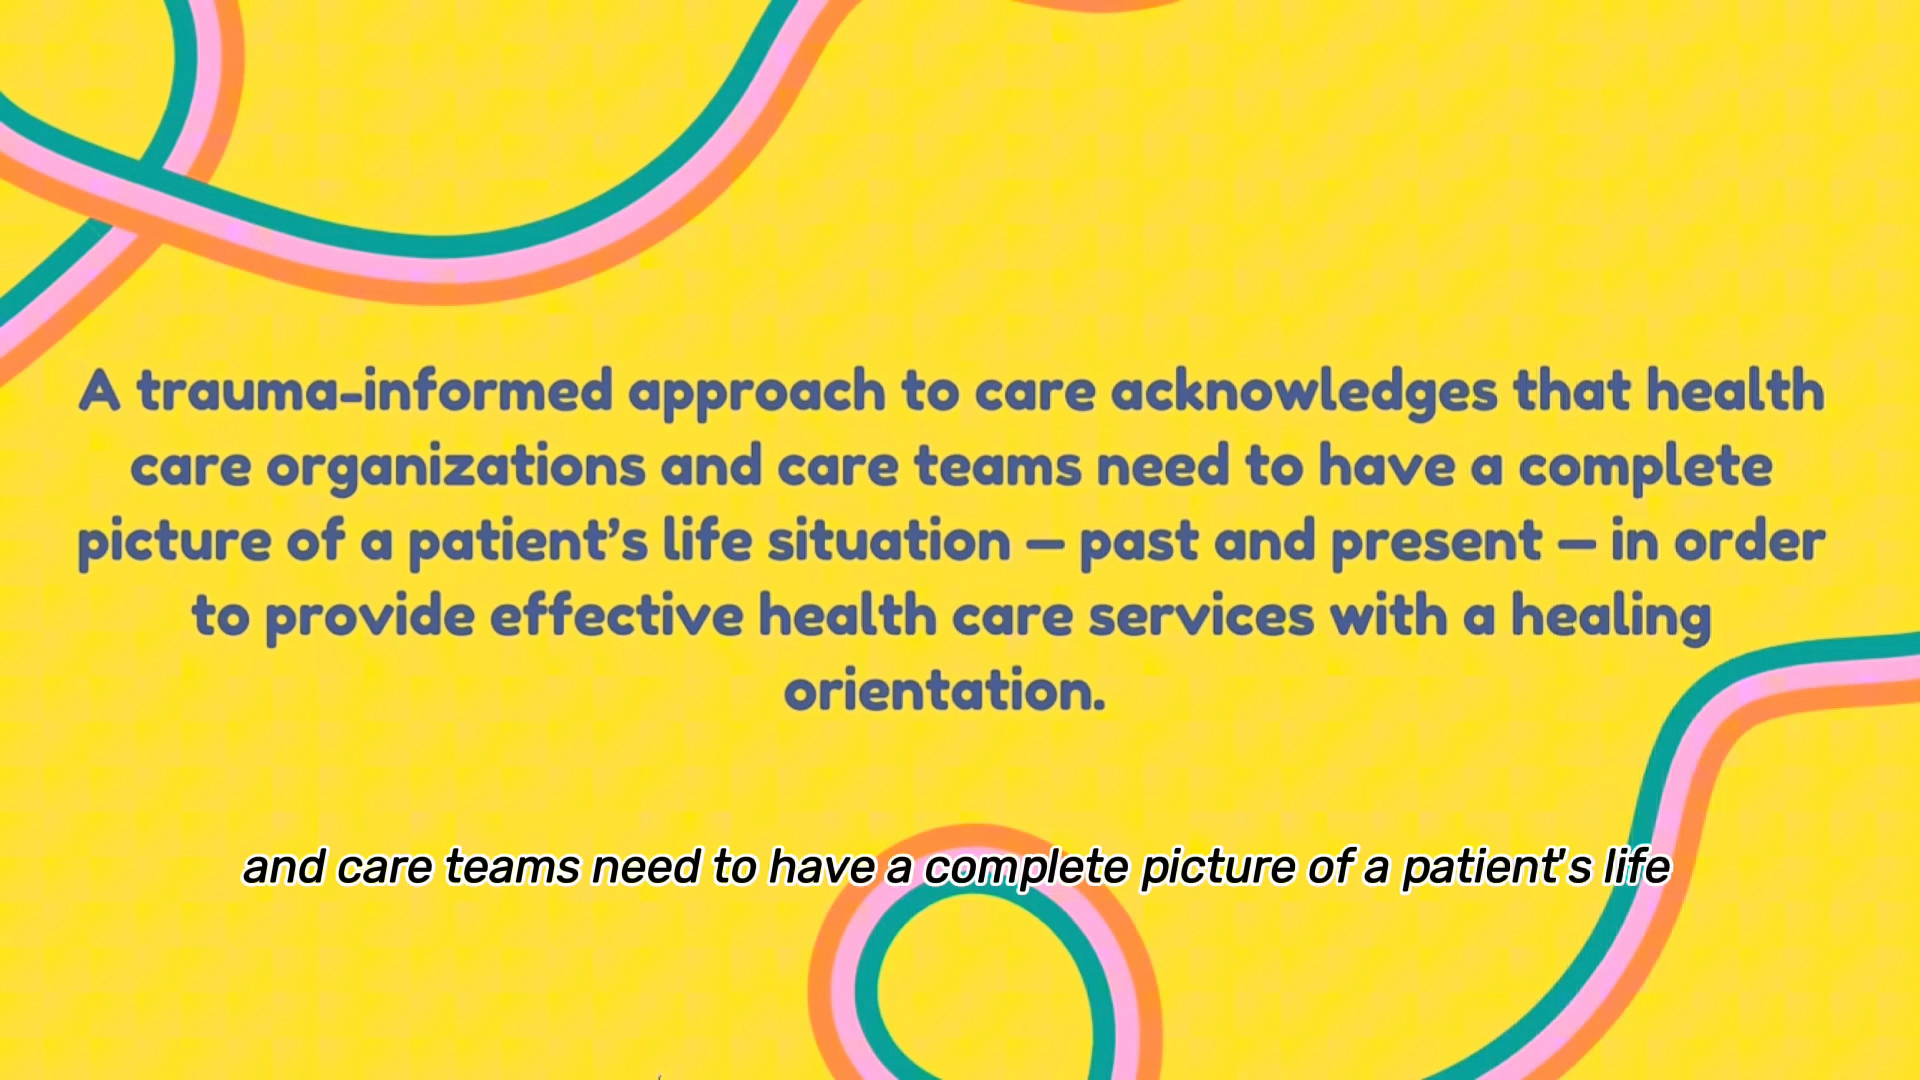 A trauma-informed approach to care acknowledges that health
care organizations and care teams need to have a complete
picture of a patient’s life situation — past and present — in order
to provide effective health care services with a healing
orientation.
and care teams need to have a complete picture of a patient's life